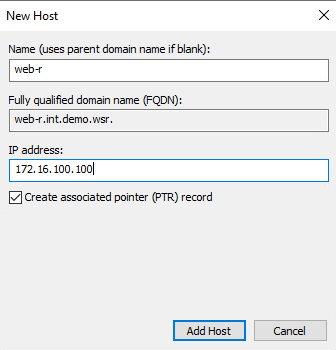 New Host
Name (uses parent domain name if blank):
web-r
Fully qualified domain name (FQDN):
web-r.int.demo.wsr.
IP address:
172.16.100.100
Create associated pointer (PTR) record
Add Host
Cancel